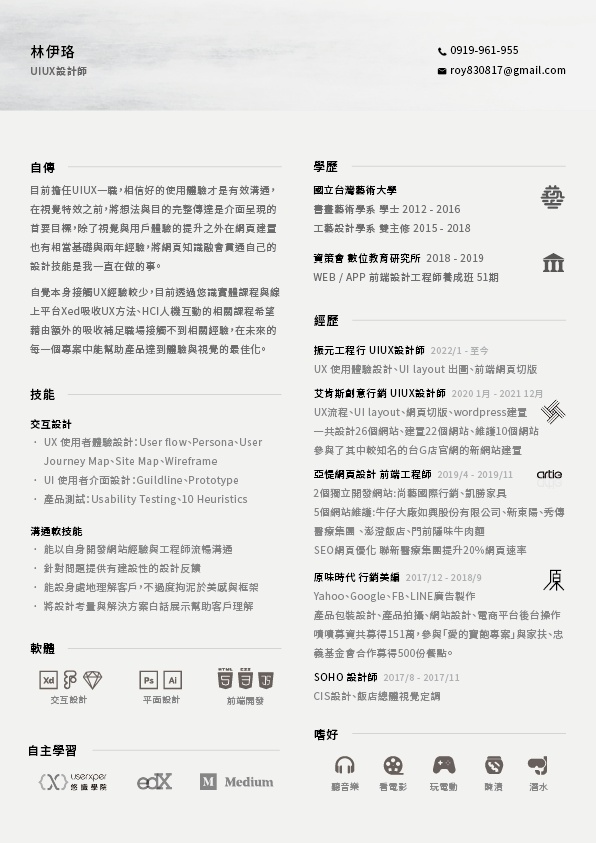 林伊珞
UIUX設計師
0919-961-955
roy830817@gmail.com
自傳
目前擔任UIUX一職，相信好的使用體驗才是有效溝通，
在視覺特效之前，將想法與目的完整傳達是介面呈現的
首要目標，除了視覺與用戶體驗的提升之外在網頁建置
也有相當基礎與兩年經驗，將網頁知識融會貫通自己的
設計技能是我一直在做的事。
自覺本身接觸UX經驗較少，目前透過悠識實體課程與線
上平台Xed吸收UX方法、HCI人機互動的相關課程希望
藉由額外的吸收補足職場接觸不到相關經驗，在未來的
每一個專案中能幫助產品達到體驗與視覺的最佳化。
技能
交互設計
· UX 使用者體驗設計：User flow、Persona、User
Journey Map、Site Map、Wireframe
· UI 使用者介面設計：Guildline、Prototype
· 產品測試：Usability Testing、10 Heuristics
溝通軟技能
· 能以自身開發網站經驗與工程師流暢溝通
· 針對問題提供有建設性的設計反饋
· 能設身處地理解客戶，不過度拘泥於美感與框架
· 將設計考量與解決方案白話展示幫助客戶理解
軟體
Xd
Ps Ai
HTML 5 CSS 3 JS
交互設計
平面設計
前端開發
自主學習
{X} userxper
悠識學院
edX
M Medium
學歷
國立台灣藝術大學
書畫藝術學系 學士 2012 - 2016
工藝設計學系 雙主修 2015 - 2018
資策會 數位教育研究所 2018 - 2019
WEB / APP 前端設計工程師養成班 51期
經歷
振元工程行 UIUX設計師 2022/1 - 至今
UX 使用體驗設計、UI layout 出圖、前端網頁切版
艾肯斯創意行銷 UIUX設計師 2020 1月 - 2021 12月
UX流程、UI layout、網頁切版、wordpress建置
一共設計26個網站、建置22個網站、維護10個網站
參與了其中較知名的台G店官網的新網站建置
亞愷網頁設計 前端工程師 2019/4 - 2019/11
artie
2個獨立開發網站：尚藝國際行銷、凱勝家具
5個網站維護：牛仔大廠如興股份有限公司、新東陽、秀傳
醫療集團 、澎澄飯店、門前隱味牛肉麵
SEO網頁優化 聯新醫療集團提升20%網頁速率
原味時代 行銷美編 2017/12 - 2018/9
原
Yahoo、Google、FB、LINE廣告製作
產品包裝設計、產品拍攝、網站設計、電商平台後台操作
嘖嘖募資共募得151萬，參與「愛的寶飽專案」與家扶、忠
義基金會合作募得500份餐點。
SOHO 設計師 2017/8 - 2017/11
CIS設計、飯店總體視覺定調
嗜好
聽音樂
看電影
玩電動
醃漬
潛水